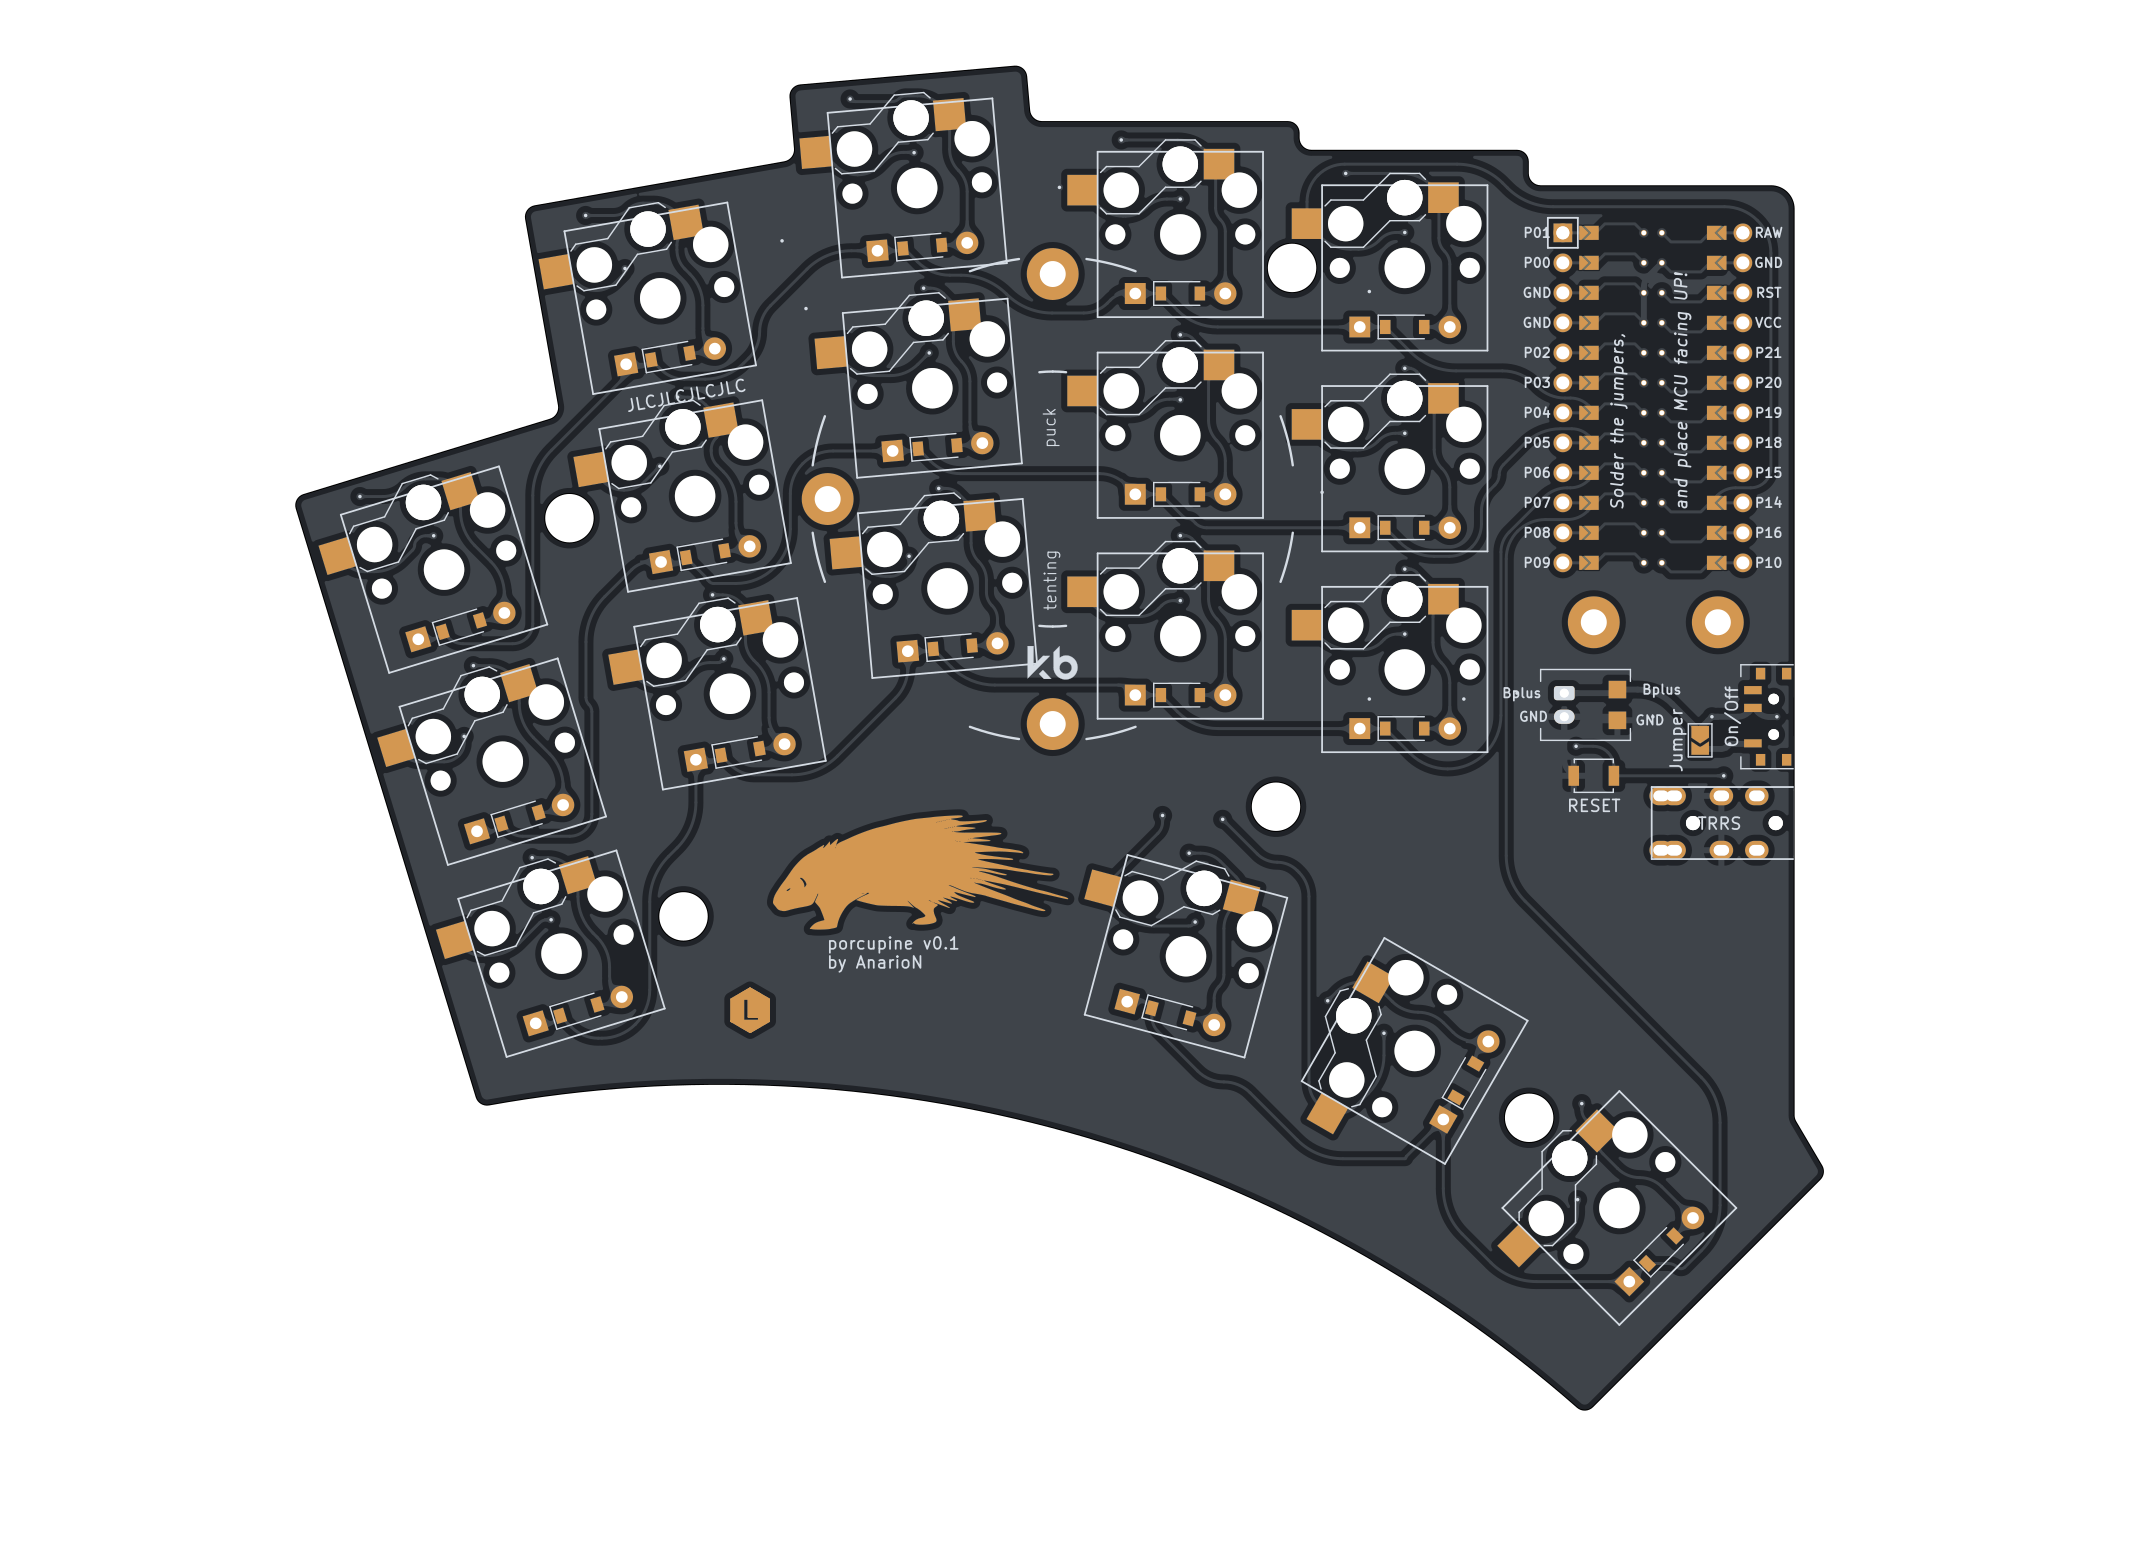 JLCJLCJLCJLC
puck
tenting
kb
P01
P00
GND
GND
P02
P03
P04
P05
P06
P07
P08
P09
Solder the jumpers,
and place MCU facing UP!
RAW
GND
RST
VCC
P21
P20
P19
P18
P15
P14
P16
P10
Bplus
GND
Bplus
GND
Jumper
On/Off
RESET
TRRS
porcupine v0.1
by AnarioN
L